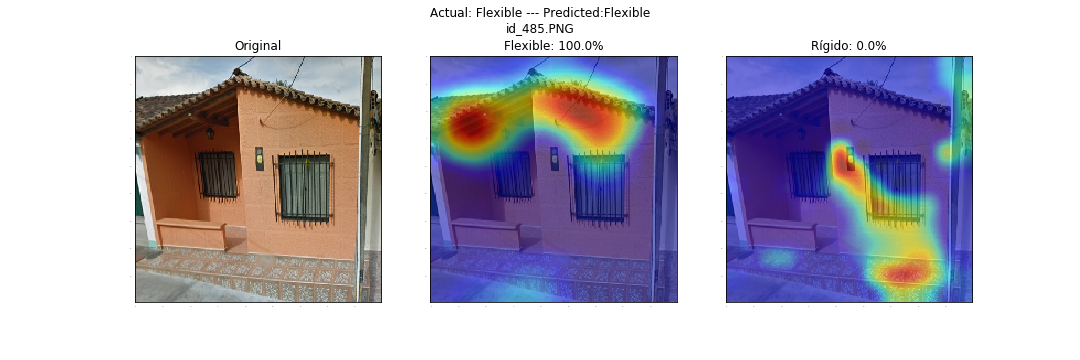 Actual: Flexible --- Predicted:Flexible
id_485.PNG
Original
Flexible: 100.0%
Rígido: 0.0%